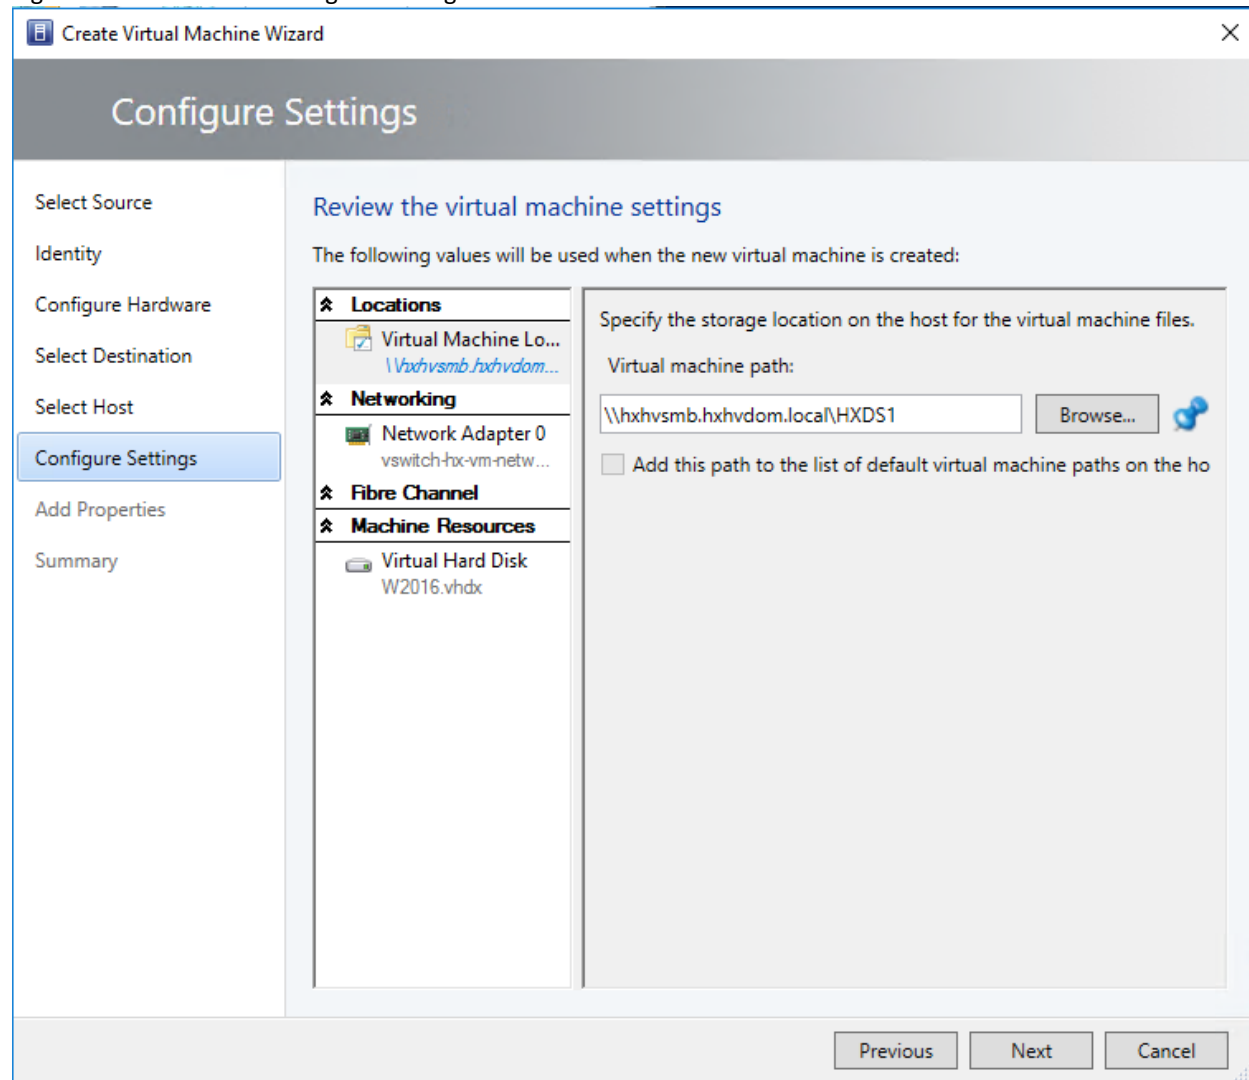 Create Virtual Machine Wizard
Configure Settings
Select Source
Identity
Configure Hardware
Select Destination
Select Host
Configure Settings
Add Properties
Summary
Review the virtual machine settings
The following values will be used when the new virtual machine is created:
Locations
Virtual Machine Lo...
\\hxhvsmb.hxhvdom...
Networking
Network Adapter 0
vswitch-hx-vm-netw...
Fibre Channel
Machine Resources
Virtual Hard Disk
W2016.vhdx
Specify the storage location on the host for the virtual machine files.
Virtual machine path:
\\hxhvsmb.hxhvdom.local\HXDS1
Browse...
Add this path to the list of default virtual machine paths on the ho
Previous
Next
Cancel